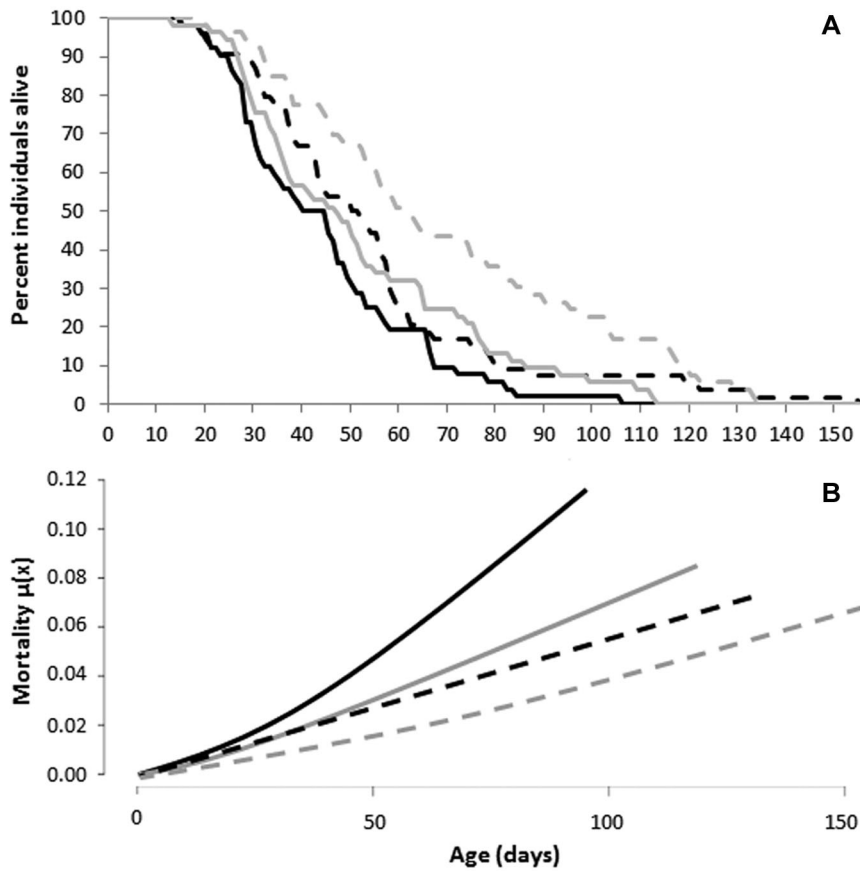 A
Percent individuals alive
100
90
80
70
60
50
40
30
20
10
0
0 10 20 30 40 50 60 70 80 90 100 110 120 130 140 150
B
Mortality μ(x)
0.12
0.10
0.08
0.06
0.04
0.02
0.00
0 50 100 150
Age (days)